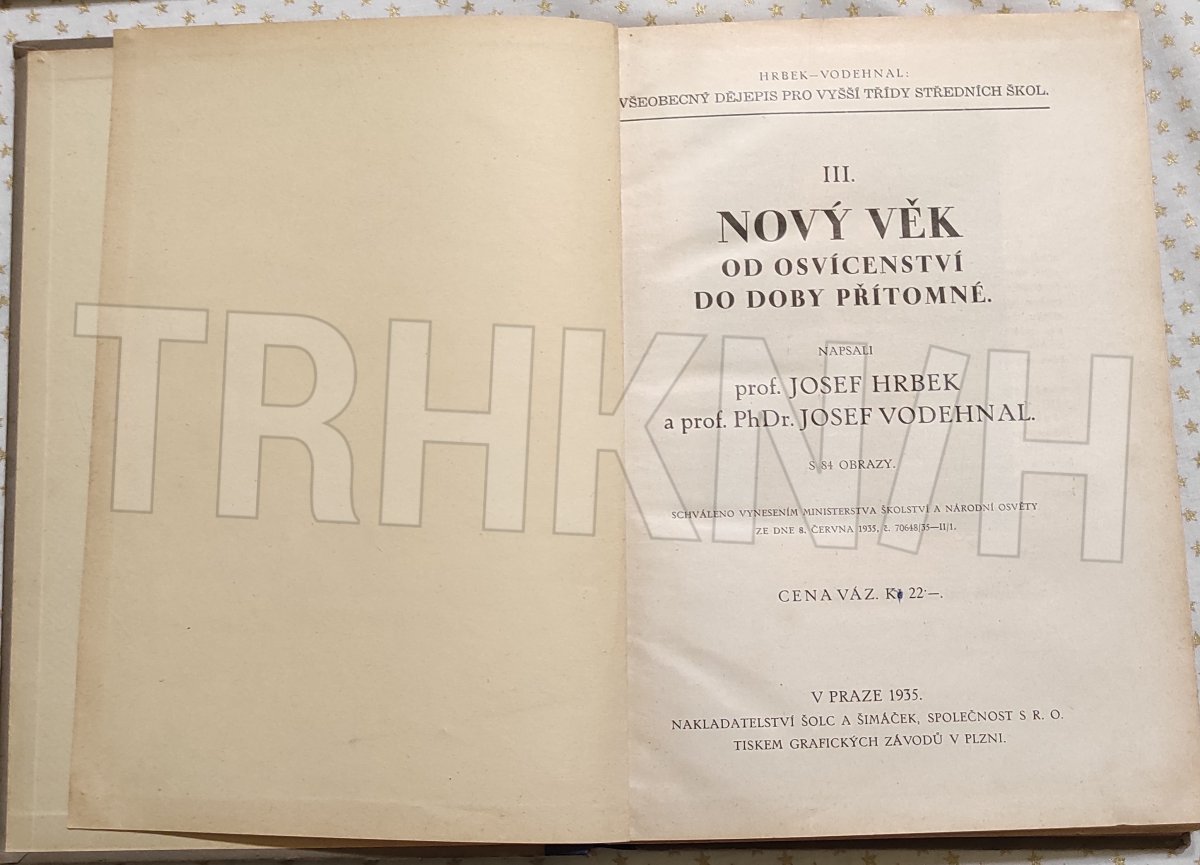 HRBEK—VODEHNAL:
VŠEOBECNÝ DĚJEPIS PRO VYŠŠÍ TŘÍDY STŘEDNÍCH ŠKOL.
III.
NOVÝ VĚK
OD OSVÍCENSTVÍ
DO DOBY PŘÍTOMNÉ.
NAPSALI
prof. JOSEF HRBEK
a prof. PhDr. JOSEF VODEHNAL.
S 84 OBRAZY.
SCHVÁLENO VYNESENÍM MINISTERSTVA ŠKOLSTVÍ A NÁRODNÍ OSVĚTY
ZE DNE 8. ČERVNA 1935, č. 70648/35—II/1.
CENA VÁZ. Kč 22·—.
V PRAZE 1935.
NAKLADATELSTVÍ ŠOLC A ŠIMÁČEK, SPOLEČNOST S R. O.
TISKEM GRAFICKÝCH ZÁVODŮ V PLZNI.
TRHKNIH